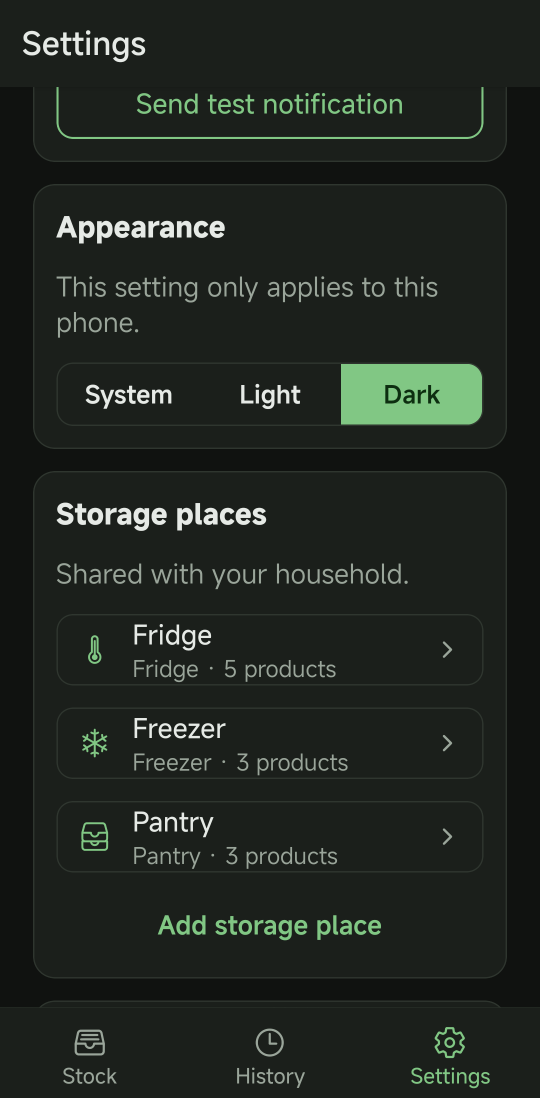 Settings
Send test notification
Appearance
This setting only applies to this
phone.
System Light Dark
Storage places
Shared with your household.
Fridge
Fridge · 5 products
Freezer
Freezer · 3 products
Pantry
Pantry · 3 products
Add storage place
Stock History Settings